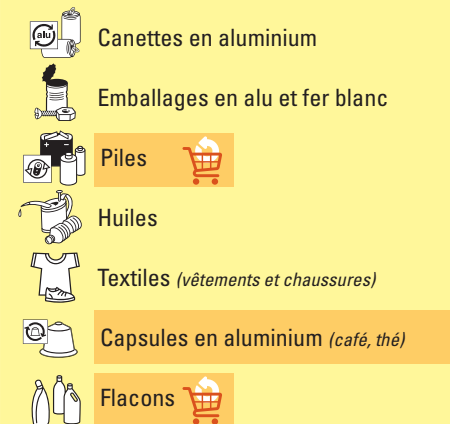 alu
Canettes en aluminium
Emballages en alu et fer blanc
Piles
Huiles
Textiles (vêtements et chaussures)
Capsules en aluminium (café, thé)
Flacons